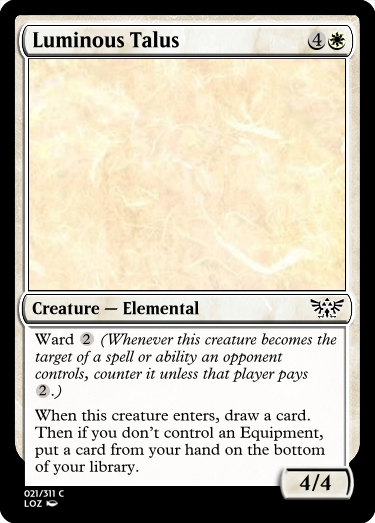 Luminous Talus 4
Creature — Elemental
Ward 2 (Whenever this creature becomes the
target of a spell or ability an opponent
controls, counter it unless that player pays
2.)
When this creature enters, draw a card.
Then if you don't control an Equipment,
put a card from your hand on the bottom
of your library.
4/4
021/311 C
LOZ